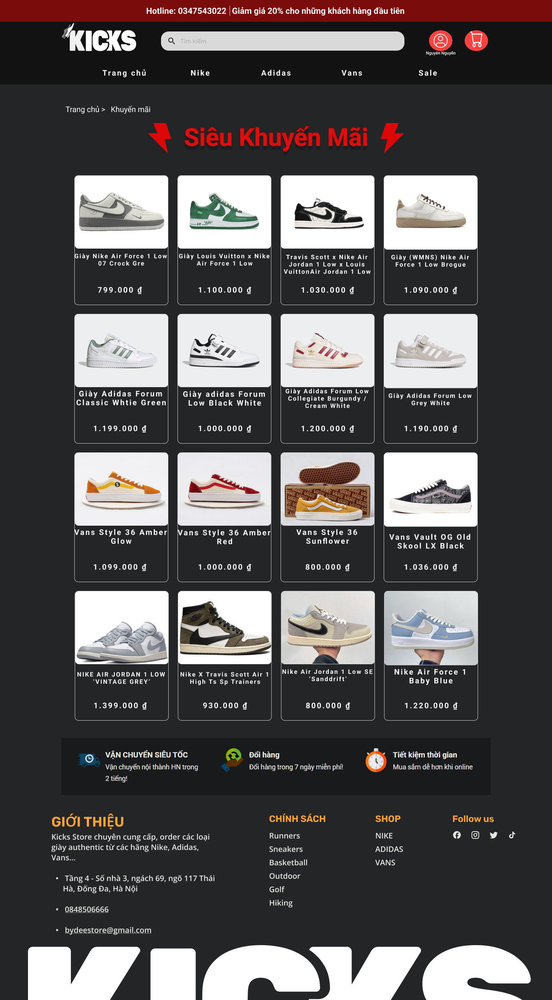 Hotline: 0347543022 | Giảm giá 20% cho những khách hàng đầu tiên
KICKS
Tìm kiếm
Nguyên Nguyễn
Trang chủ
Nike
Adidas
Vans
Sale
Trang chủ > Khuyến mãi
Siêu Khuyến Mãi
Giày Nike Air Force 1 Low
07 Crock Gre
799.000 ₫
Giày Louis Vuitton x Nike
Air Force 1 Low
1.100.000 ₫
Travis Scott x Nike Air
Jordan 1 Low x Louis
VuittonAir Jordan 1 Low
1.030.000 ₫
Giày (WMNS) Nike Air
Force 1 Low Brogue
1.090.000 ₫
Giày Adidas Forum
Classic Whtie Green
1.199.000 ₫
Giày adidas Forum
Low Black White
1.000.000 ₫
Giày Adidas Forum Low
Collegiate Burgundy /
Cream White
1.200.000 ₫
Giày Adidas Forum Low
Grey White
1.190.000 ₫
Vans Style 36 Amber
Glow
1.099.000 ₫
Vans Style 36 Amber
Red
1.000.000 ₫
Vans Style 36
Sunflower
800.000 ₫
Vans Vault OG Old
Skool LX Black
1.036.000 ₫
NIKE AIR JORDAN 1 LOW
‘VINTAGE GREY’
1.399.000 ₫
Nike X Travis Scott Air 1
High Ts Sp Trainers
930.000 ₫
Nike Air Jordan 1 Low SE
‘Sanddrift’
800.000 ₫
Nike Air Force 1
Baby Blue
1.220.000 ₫
VẬN CHUYỂN SIÊU TỐC
Vận chuyển nội thành HN trong
2 tiếng!
Đổi hàng
Đổi hàng trong 7 ngày miễn phí!
Tiết kiệm thời gian
Mua sắm dễ hơn khi online
GIỚI THIỆU
Kicks Store chuyên cung cấp, order các loại
giày authentic từ các hãng Nike, Adidas,
Vans...
• Tầng 4 - Số nhà 3, ngách 69, ngõ 117 Thái
Hà, Đống Đa, Hà Nội
• 0848506666
• bydeestore@gmail.com
CHÍNH SÁCH
Runners
Sneakers
Basketball
Outdoor
Golf
Hiking
SHOP
NIKE
ADIDAS
VANS
Follow us
KICKS